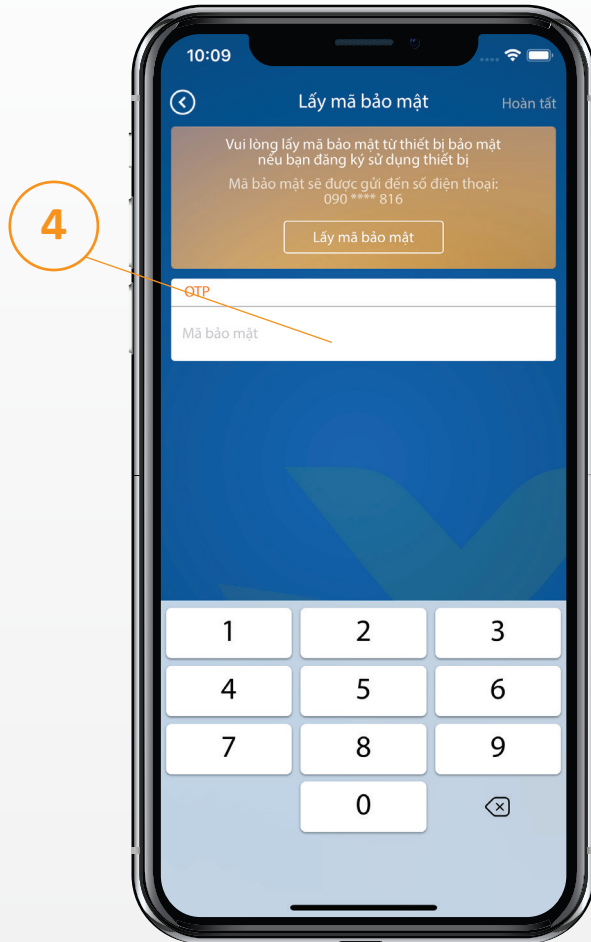 10:09
Lấy mã bảo mật
Hoàn tất
Vui lòng lấy mã bảo mật từ thiết bị bảo mật
nếu bạn đăng ký sử dụng thiết bị
Mã bảo mật sẽ được gửi đến số điện thoại:
090 **** 816
Lấy mã bảo mật
4
OTP
Mã bảo mật
1 2 3
4 5 6
7 8 9
0